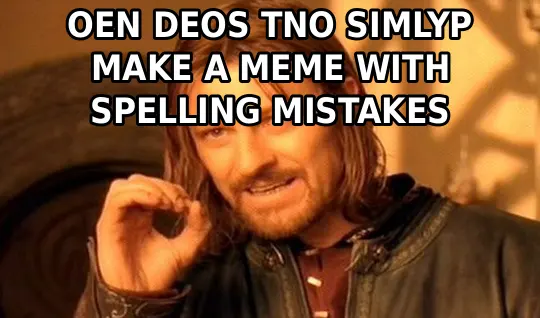 OEN DEOS TNO SIMLYP
MAKE A MEME WITH
SPELLING MISTAKES